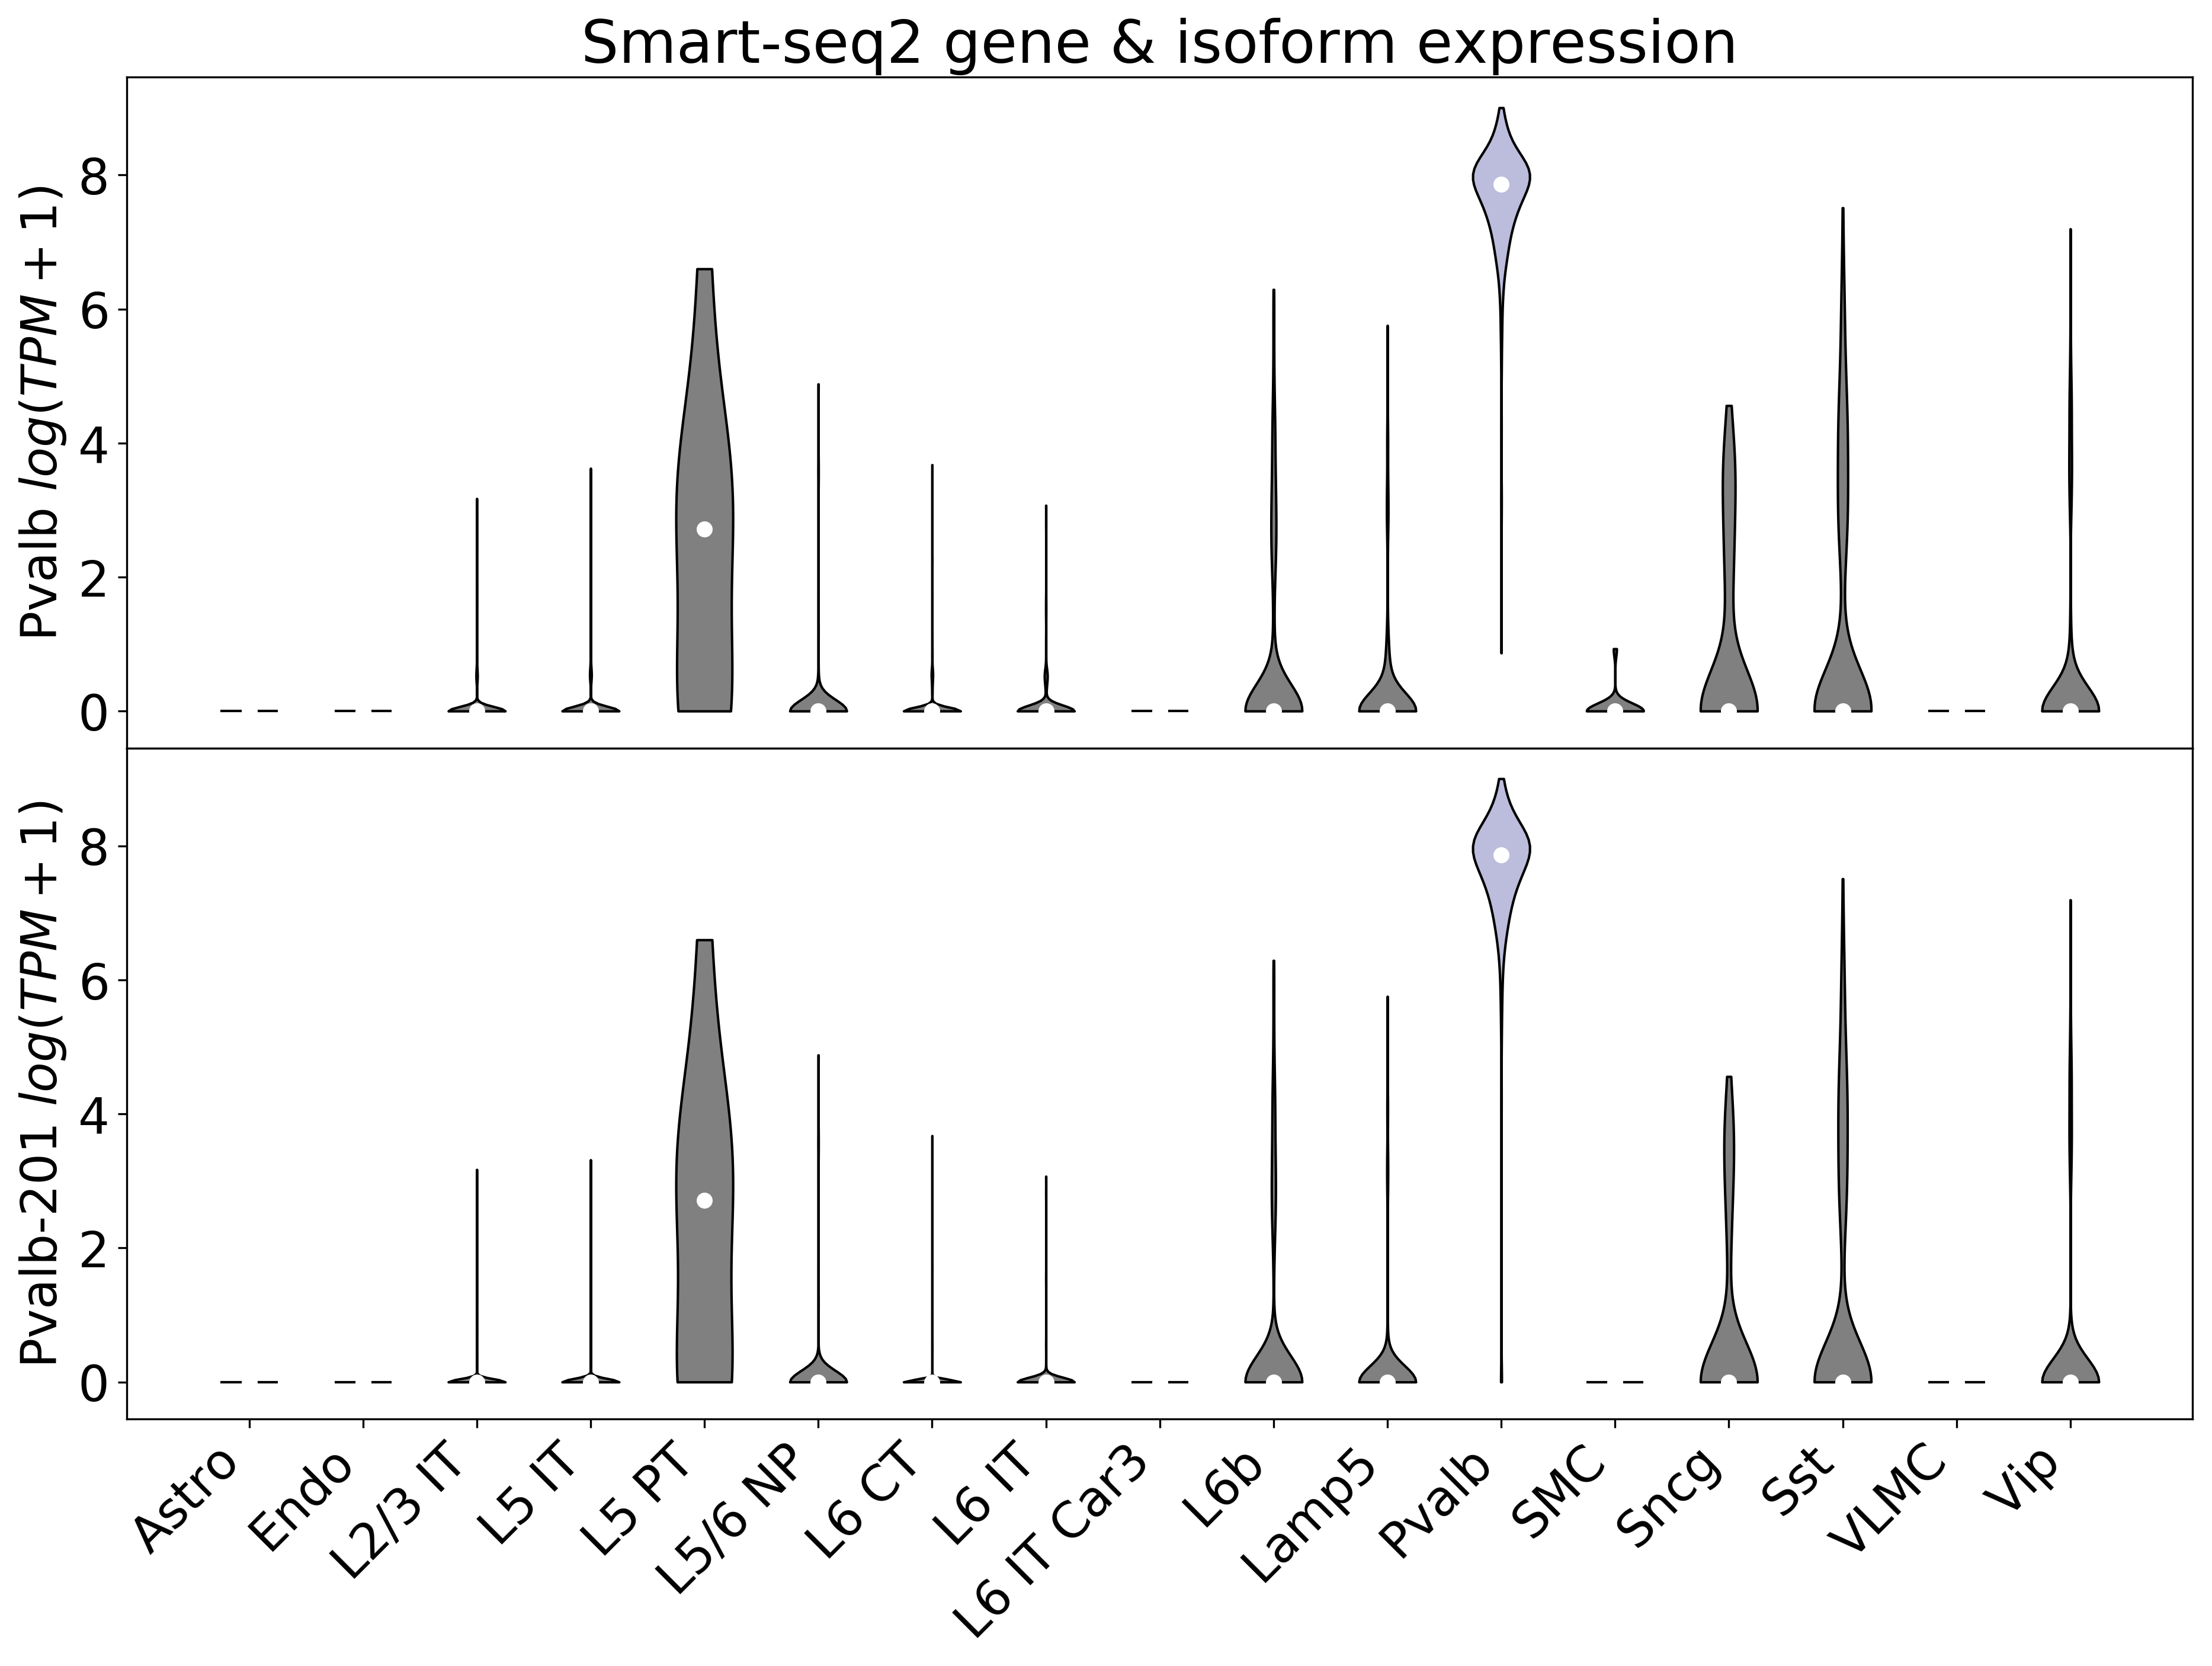 Smart-seq2 gene & isoform expression
Pvalb log(TPM + 1)
8
6
4
2
0
Pvalb-201 log(TPM + 1)
8
6
4
2
0
Astro
Endo
L2/3 IT
L5 IT
L5 PT
L5/6 NP
L6 CT
L6 IT
L6 IT Car3
L6b
Lamp5
Pvalb
SMC
Sncg
Sst
VLMC
Vip